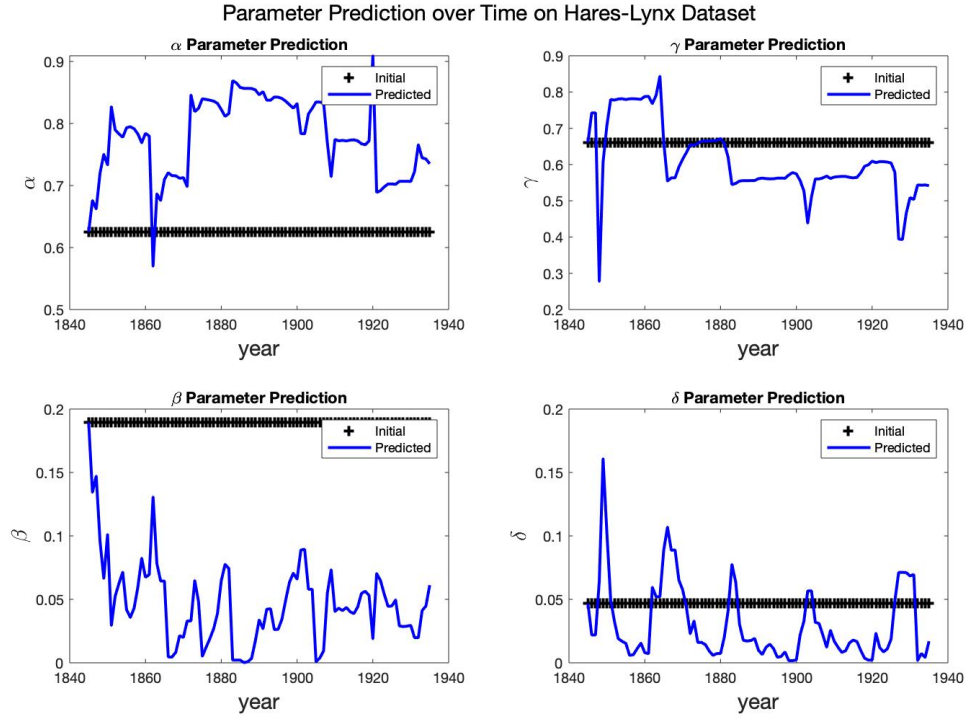 Parameter Prediction over Time on Hares-Lynx Dataset
α Parameter Prediction
0.9
0.8
0.7
0.6
0.5
α
Initial
Predicted
1840 1860 1880 1900 1920 1940
year
γ Parameter Prediction
0.9
0.8
0.7
0.6
0.5
0.4
0.3
0.2
γ
Initial
Predicted
1840 1860 1880 1900 1920 1940
year
β Parameter Prediction
0.2
0.15
0.1
0.05
0
β
Initial
Predicted
1840 1860 1880 1900 1920 1940
year
δ Parameter Prediction
0.2
0.15
0.1
0.05
0
δ
Initial
Predicted
1840 1860 1880 1900 1920 1940
year